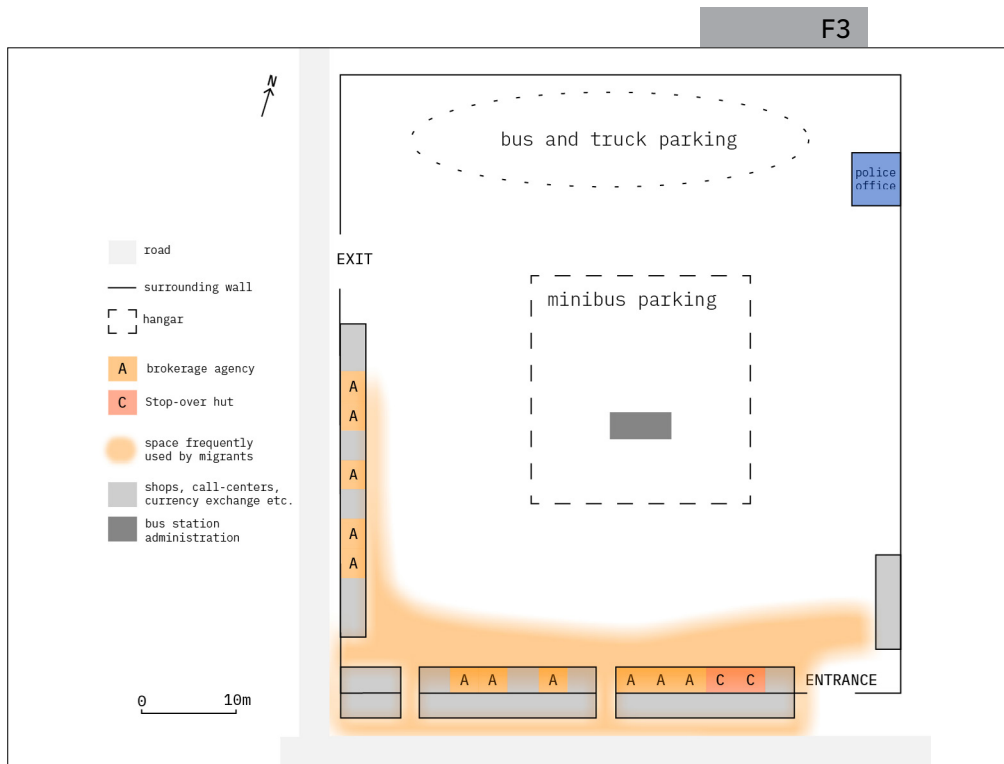 F3
N
bus and truck parking
police
office
EXIT
minibus parking
road
surrounding wall
hangar
A brokerage agency
C Stop-over hut
space frequently
used by migrants
shops, call-centers,
currency exchange etc.
bus station
administration
A
A
A
A
A
A A A A A A C C ENTRANCE
0 10m